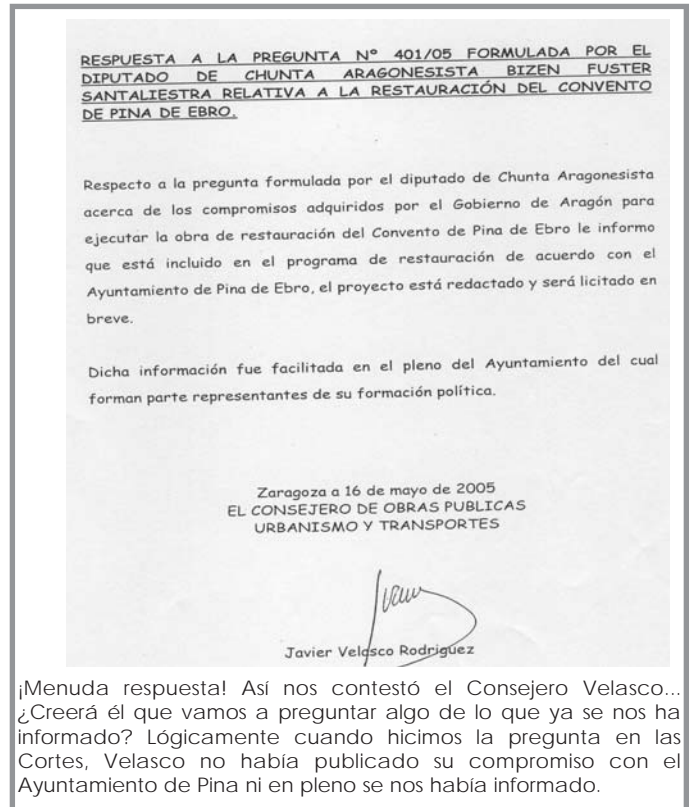 RESPUESTA A LA PREGUNTA Nº 401/05 FORMULADA POR EL
DIPUTADO DE CHUNTA ARAGONESISTA BIZEN FUSTER
SANTALIESTRA RELATIVA A LA RESTAURACIÓN DEL CONVENTO
DE PINA DE EBRO.
Respecto a la pregunta formulada por el diputado de Chunta Aragonesista
acerca de los compromisos adquiridos por el Gobierno de Aragón para
ejecutar la obra de restauración del Convento de Pina de Ebro le informo
que está incluido en el programa de restauración de acuerdo con el
Ayuntamiento de Pina de Ebro, el proyecto está redactado y será licitado en
breve.
Dicha información fue facilitada en el pleno del Ayuntamiento del cual
forman parte representantes de su formación política.
Zaragoza a 16 de mayo de 2005
EL CONSEJERO DE OBRAS PUBLICAS
URBANISMO Y TRANSPORTES
Javier Velasco Rodriguez
¡Menuda respuesta! Así nos contestó el Consejero Velasco...
¿Creerá él que vamos a preguntar algo de lo que ya se nos ha
informado? Lógicamente cuando hicimos la pregunta en las
Cortes, Velasco no había publicado su compromiso con el
Ayuntamiento de Pina ni en pleno se nos había informado.